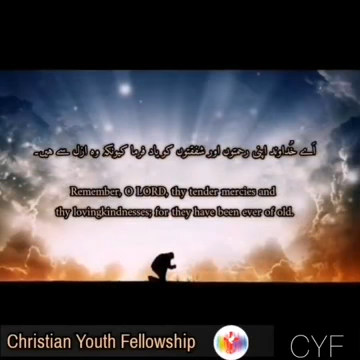 اَے خُداوند اپنی رحمتوں اور شفقتوں کو یاد فرما کیونکہ وہ ازل سے ھیں۔
Remember, O LORD, thy tender mercies and
thy lovingkindnesses; for they have been ever of old.
Christian Youth Fellowship
CYF